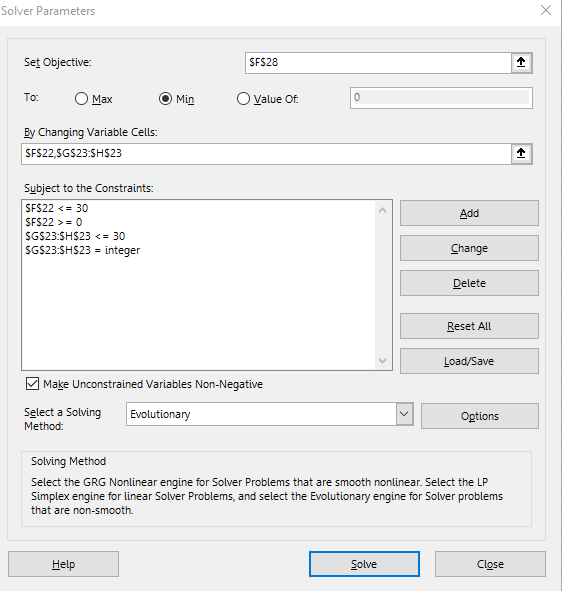 Solver Parameters
Set Objective:
$F$28
To:
Max
Min
Value Of:
0
By Changing Variable Cells:
$F$22,$G$23:$H$23
Subject to the Constraints:
$F$22 <= 30
$F$22 >= 0
$G$23:$H$23 <= 30
$G$23:$H$23 = integer
Add
Change
Delete
Reset All
Load/Save
Make Unconstrained Variables Non-Negative
Select a Solving
Method:
Evolutionary
Options
Solving Method
Select the GRG Nonlinear engine for Solver Problems that are smooth nonlinear. Select the LP
Simplex engine for linear Solver Problems, and select the Evolutionary engine for Solver problems
that are non-smooth.
Help
Solve
Close